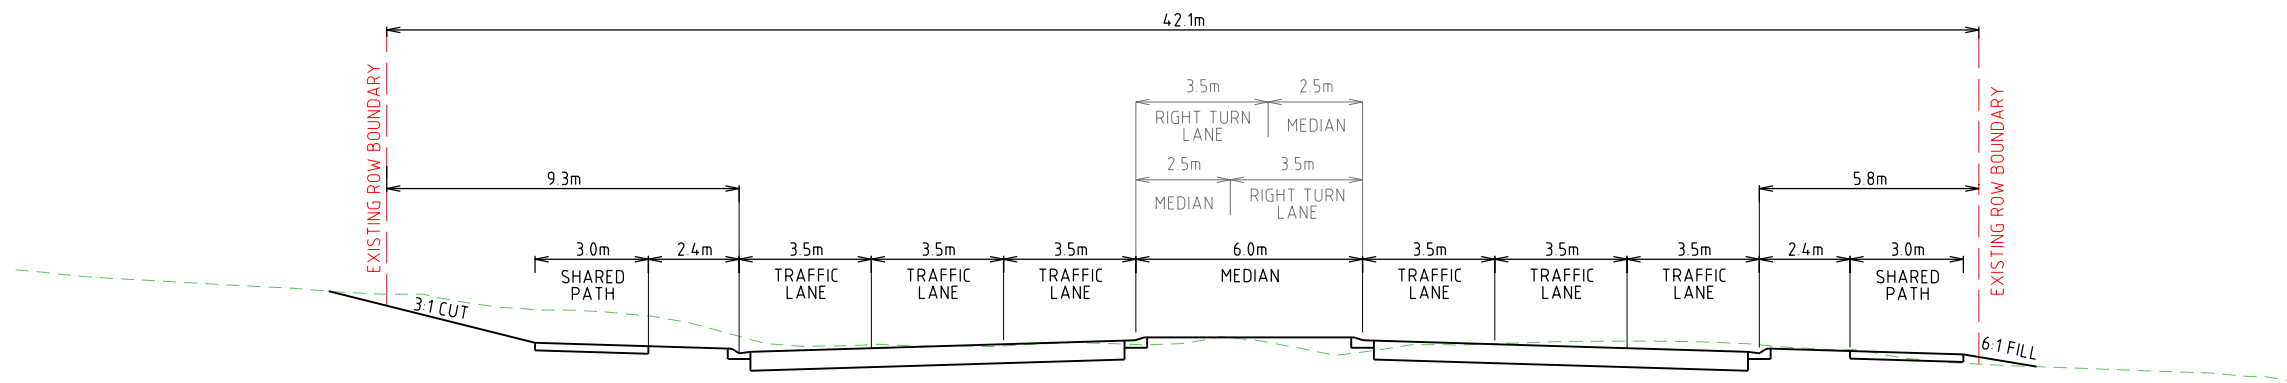 42.1m
EXISTING ROW BOUNDARY
EXISTING ROW BOUNDARY
3.5m 2.5m
RIGHT TURN
LANE
MEDIAN
2.5m 3.5m
MEDIAN
RIGHT TURN
LANE
9.3m
5.8m
3.0m 2.4m 3.5m 3.5m 3.5m 6.0m 3.5m 3.5m 3.5m 2.4m 3.0m
SHARED
PATH
TRAFFIC
LANE
TRAFFIC
LANE
TRAFFIC
LANE
MEDIAN
TRAFFIC
LANE
TRAFFIC
LANE
TRAFFIC
LANE
SHARED
PATH
3:1 CUT
6:1 FILL